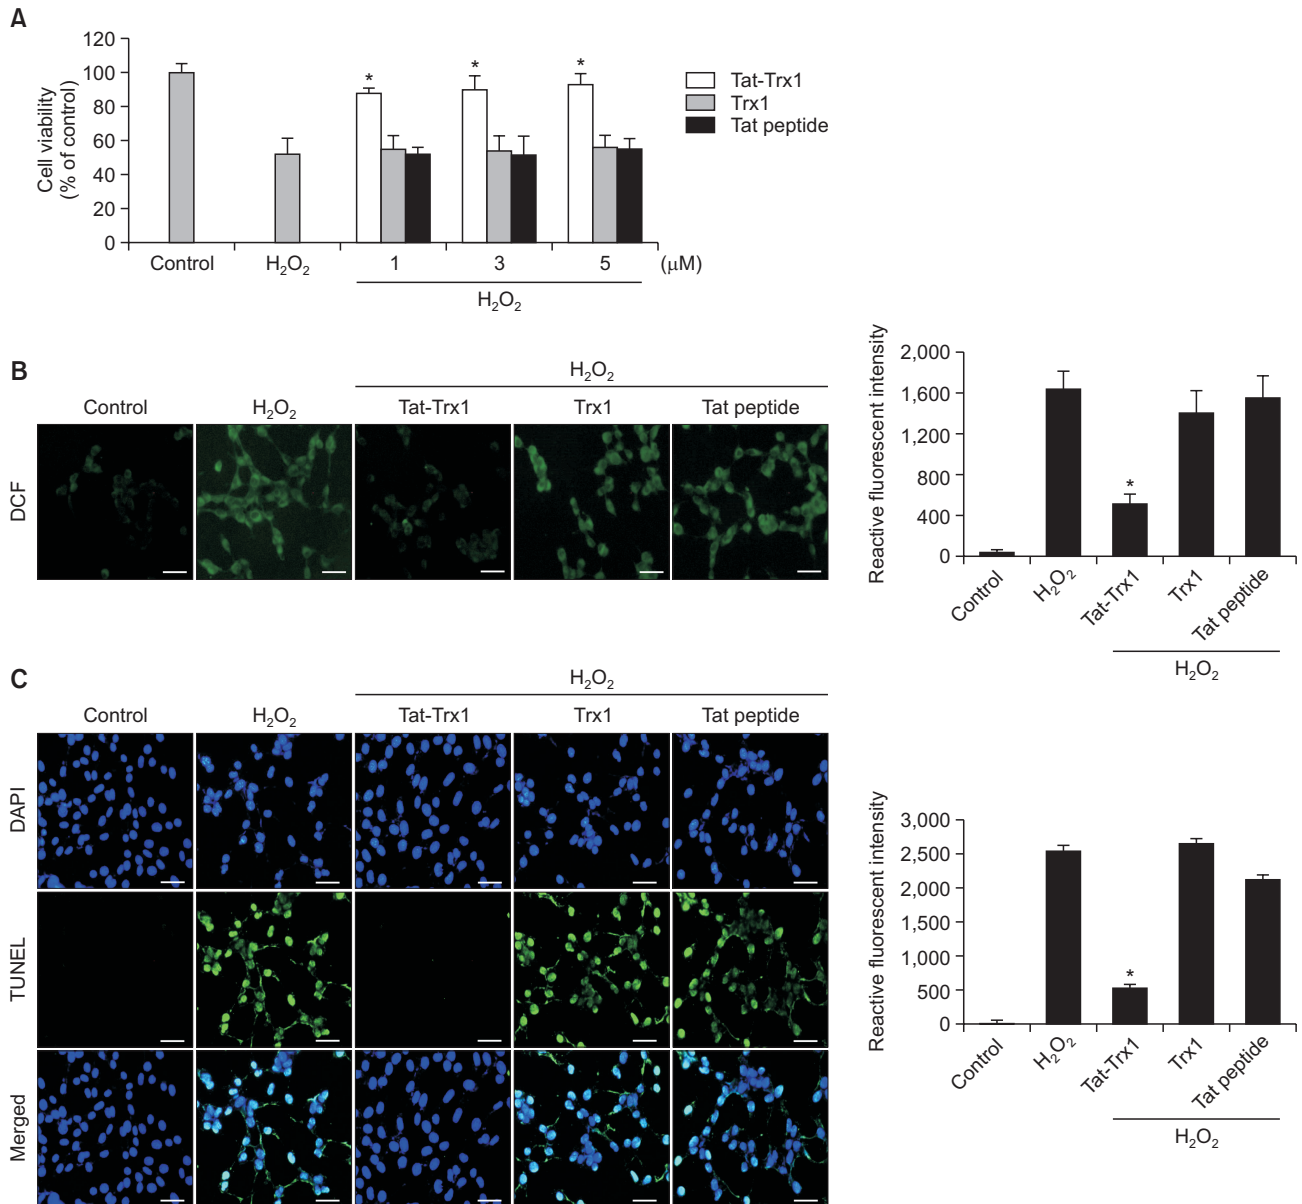 A
120
100
80
60
40
20
0
Cell viability
(% of control)
*
*
*
Tat-Trx1
Trx1
Tat peptide
Control
H₂O₂
1
3
5
(μM)
H₂O₂
B
H₂O₂
Control
H₂O₂
Tat-Trx1
Trx1
Tat peptide
DCF
Reactive fluorescent intensity
2,000
1,600
1,200
800
400
0
*
Control
H₂O₂
Tat-Trx1
Trx1
Tat peptide
H₂O₂
C
H₂O₂
Control
H₂O₂
Tat-Trx1
Trx1
Tat peptide
DAPI
TUNEL
Merged
Reactive fluorescent intensity
3,000
2,500
2,000
1,500
1,000
500
0
*
Control
H₂O₂
Tat-Trx1
Trx1
Tat peptide
H₂O₂